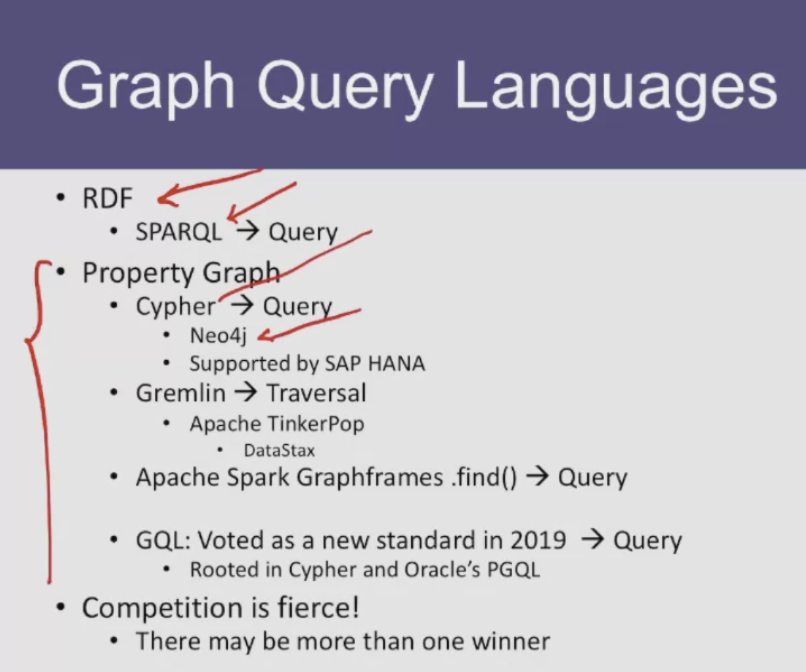 Graph Query Languages
• RDF
• SPARQL → Query
• Property Graph
• Cypher → Query
• Neo4j
• Supported by SAP HANA
• Gremlin → Traversal
• Apache TinkerPop
• DataStax
• Apache Spark Graphframes .find() → Query
• GQL: Voted as a new standard in 2019 → Query
• Rooted in Cypher and Oracle's PGQL
• Competition is fierce!
• There may be more than one winner